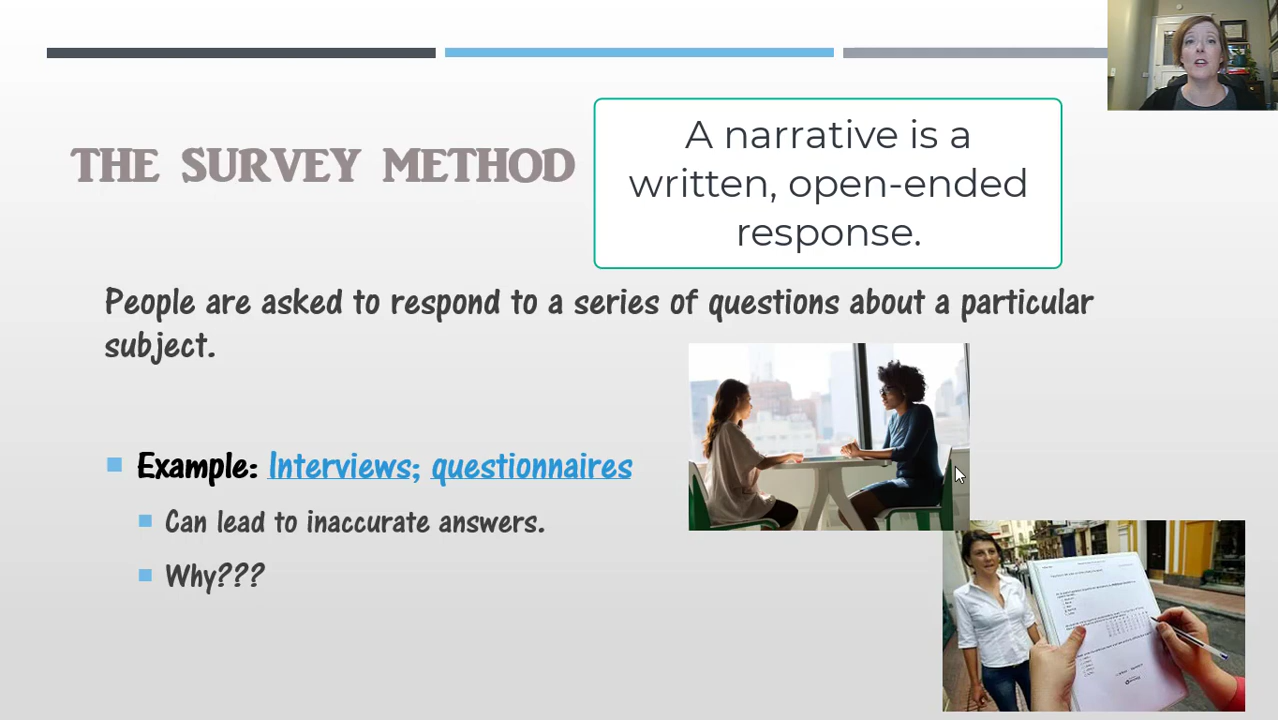 THE SURVEY METHOD
A narrative is a
written, open-ended
response.
People are asked to respond to a series of questions about a particular
subject.
Example: Interviews; questionnaires
Can lead to inaccurate answers.
Why???